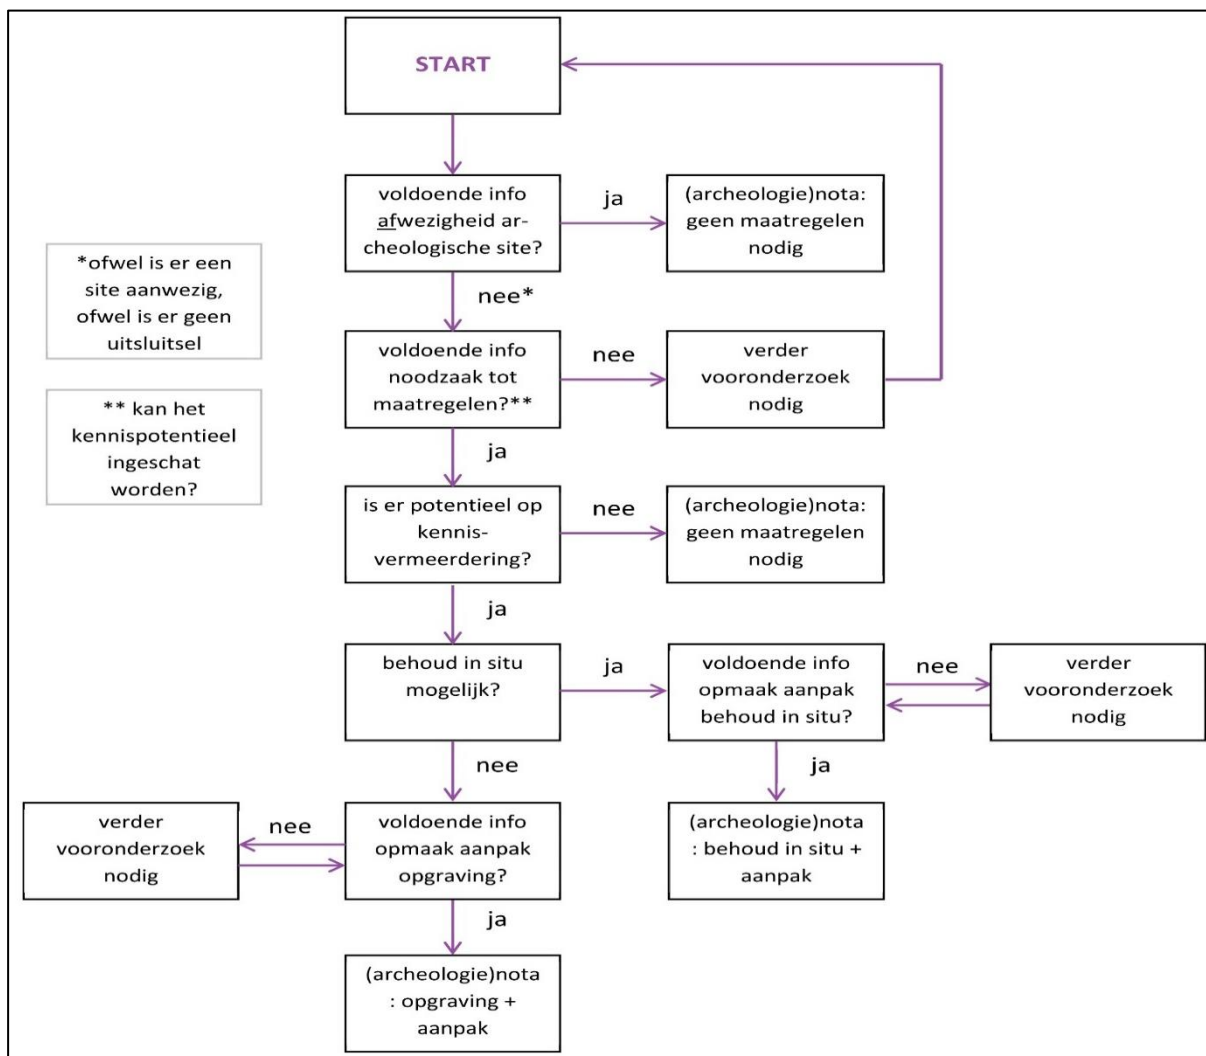 START
voldoende info
afwezigheid ar-
cheologische site?
ja
(archeologie)nota:
geen maatregelen
nodig
*ofwel is er een
site aanwezig,
ofwel is er geen
uitsluitsel
nee*
voldoende info
noodzaak tot
maatregelen?**
nee
verder
vooronderzoek
nodig
** kan het
kennispotentieel
ingeschat
worden?
ja
is er potentieel op
kennis-
vermeerdering?
nee
(archeologie)nota:
geen maatregelen
nodig
ja
behoud in situ
mogelijk?
ja
voldoende info
opmaak aanpak
behoud in situ?
nee
verder
vooronderzoek
nodig
nee
ja
verder
vooronderzoek
nodig
nee
voldoende info
opmaak aanpak
opgraving?
(archeologie)nota
: behoud in situ +
aanpak
ja
(archeologie)nota
: opgraving +
aanpak